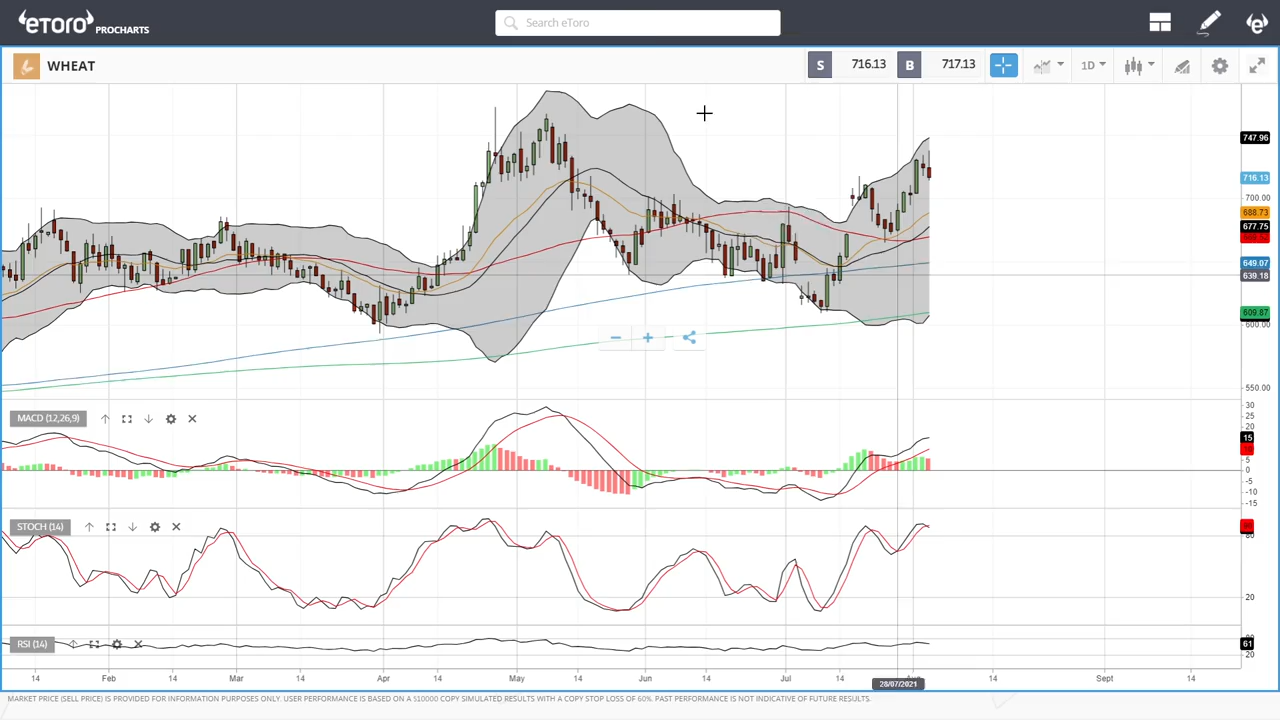 eToro PROCHARTS
Search eToro
WHEAT
S 716.13 B 717.13
1D
747.96
716.13
700.00
688.73
677.75
649.07
639.18
609.87
600.00
550.00
MACD (12,26,9)
30
25
20
15
5
0
-5
-10
-15
STOCH (14)
80
20
RSI (14)
61
20
14 Feb 14 Mar 14 Apr 14 May 14 Jun 14 Jul 14 Aug 14 Sept 14
28/07/2021
MARKET PRICE (SELL PRICE) IS PROVIDED FOR INFORMATION PURPOSES ONLY. USER PERFORMANCE IS BASED ON A $10000 COPY SIMULATED RESULTS WITH A COPY STOP LOSS OF 60%. PAST PERFORMANCE IS NOT INDICATIVE OF FUTURE RESULTS.